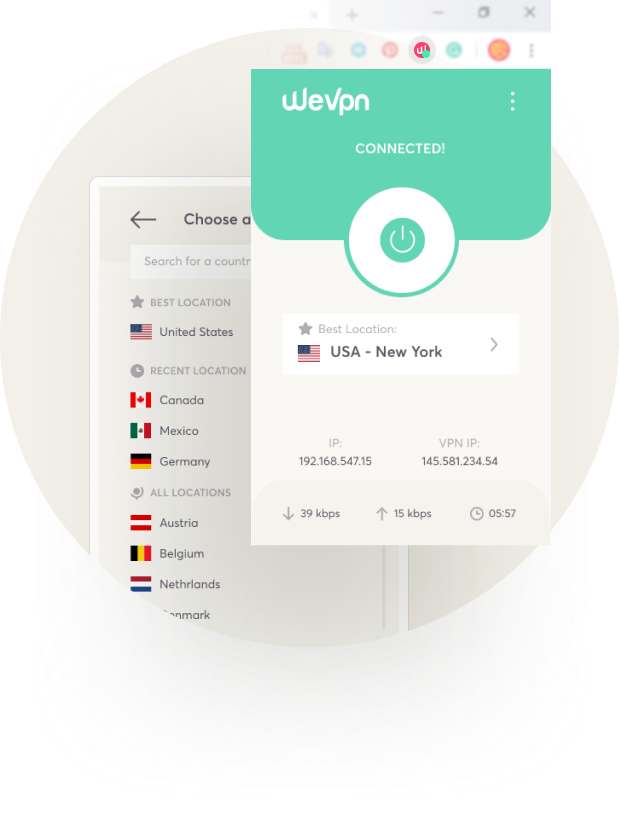 wevpn
CONNECTED!
Best Location:
USA - New York
IP:
192.168.547.15
VPN IP:
145.581.234.54
39 kbps
15 kbps
05:57
Choose a
Search for a countr
BEST LOCATION
United States
RECENT LOCATION
Canada
Mexico
Germany
ALL LOCATIONS
Austria
Belgium
Nethrlands
enmark